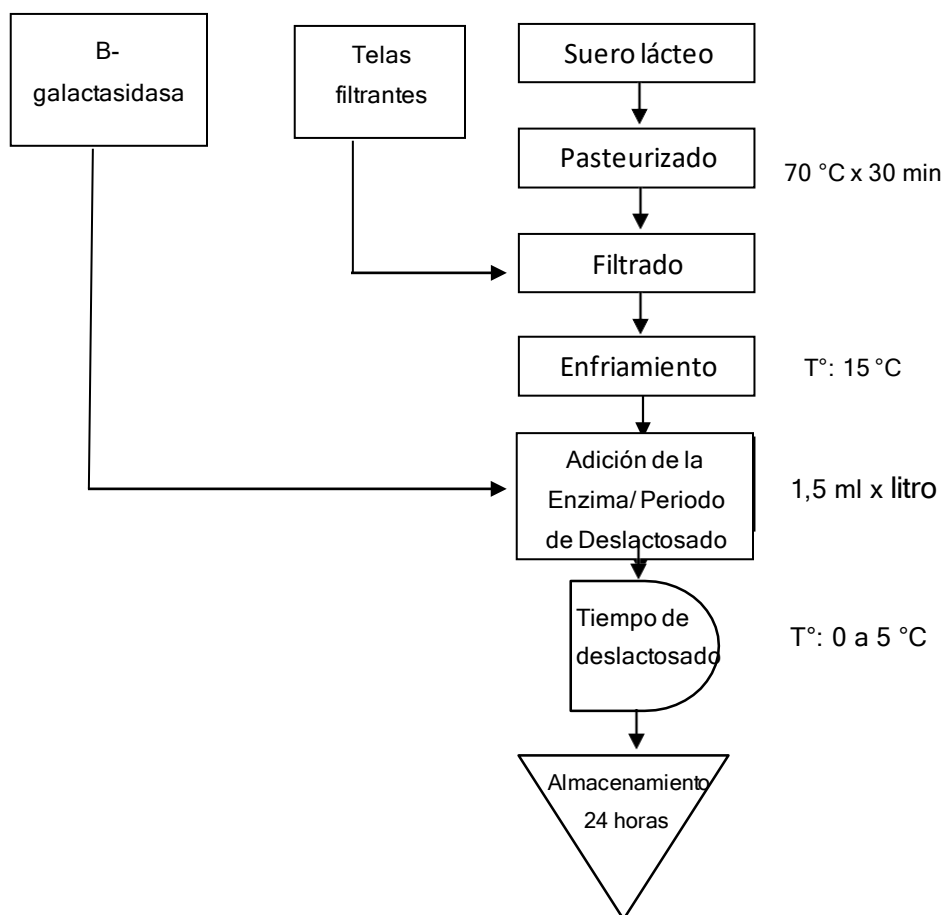 B-
galactasidasa
Telas
filtrantes
Suero lácteo
Pasteurizado
70 °C x 30 min
Filtrado
Enfriamiento
T°: 15 °C
Adición de la
Enzima/ Periodo
de Deslactosado
1,5 ml x litro
Tiempo de
deslactosado
T°: 0 a 5 °C
Almacenamiento
24 horas